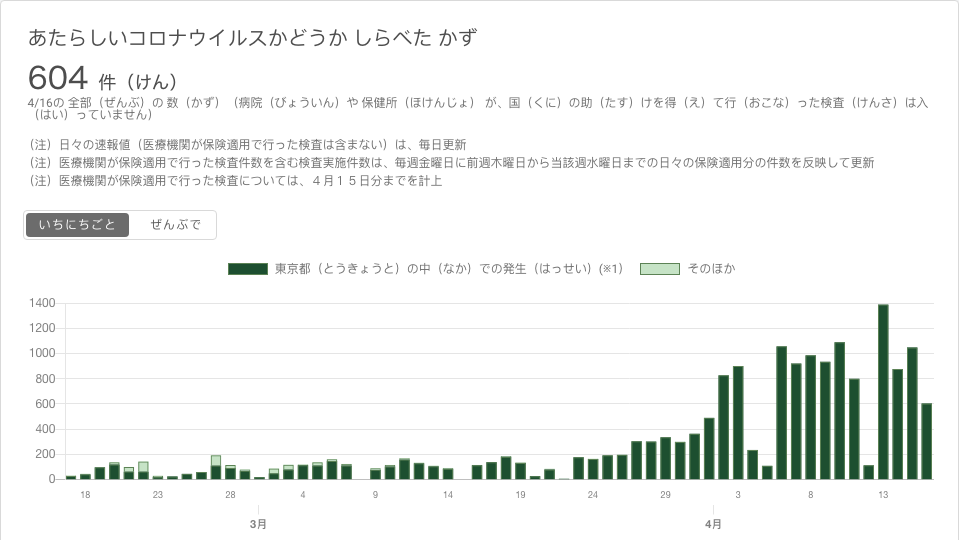 あたらしいコロナウイルスかどうか しらべた かず
604 件（けん）
4/16の 全部（ぜんぶ）の 数（かず）（病院（びょういん）や 保健所（ほけんじょ） が、国（くに）の助（たす）けを得（え）て行（おこな）った検査（けんさ）は入
（はい）っていません）
（注）日々の速報値（医療機関が保険適用で行った検査は含まない）は、毎日更新
（注）医療機関が保険適用で行った検査件数を含む検査実施件数は、毎週金曜日に前週木曜日から当該週水曜日までの日々の保険適用分の件数を反映して更新
（注）医療機関が保険適用で行った検査については、４月１５日分までを計上
いちにちごと ぜんぶで
東京都（とうきょうと）の中（なか）での発生（はっせい）(※1) そのほか
1400
1200
1000
800
600
400
200
0
18 23 28 4 9 14 19 24 29 3 8 13
3月 4月